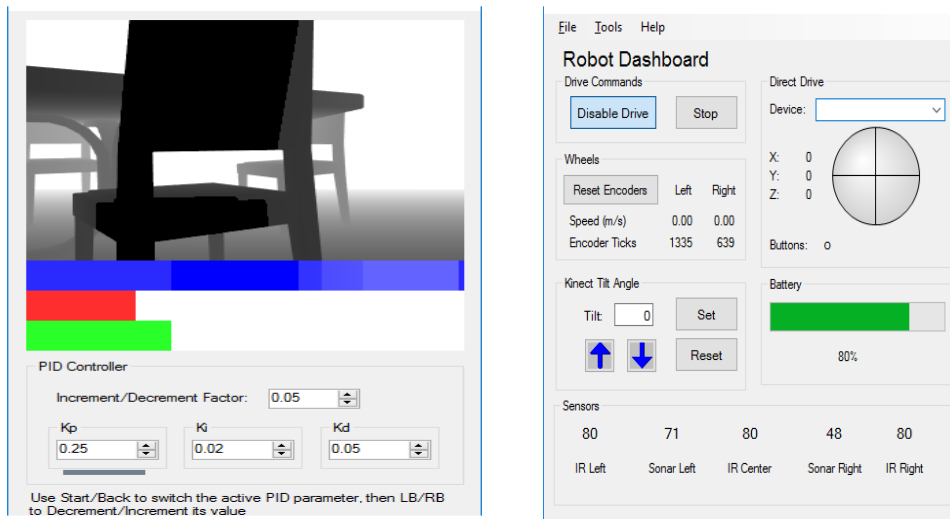 PID Controller
Increment/Decrement Factor: 0.05
Kp Ki Kd
0.25 0.02 0.05
Use Start/Back to switch the active PID parameter, then LB/RB
to Decrement/Increment its value
File Tools Help
Robot Dashboard
Drive Commands
Disable Drive Stop
Direct Drive
Device:
X: 0
Y: 0
Z: 0
Buttons: o
Wheels
Reset Encoders Left Right
Speed (m/s) 0.00 0.00
Encoder Ticks 1335 639
Kinect Tilt Angle
Tilt: 0 Set
Reset
Battery
80%
Sensors
80 71 80 48 80
IR Left Sonar Left IR Center Sonar Right IR Right